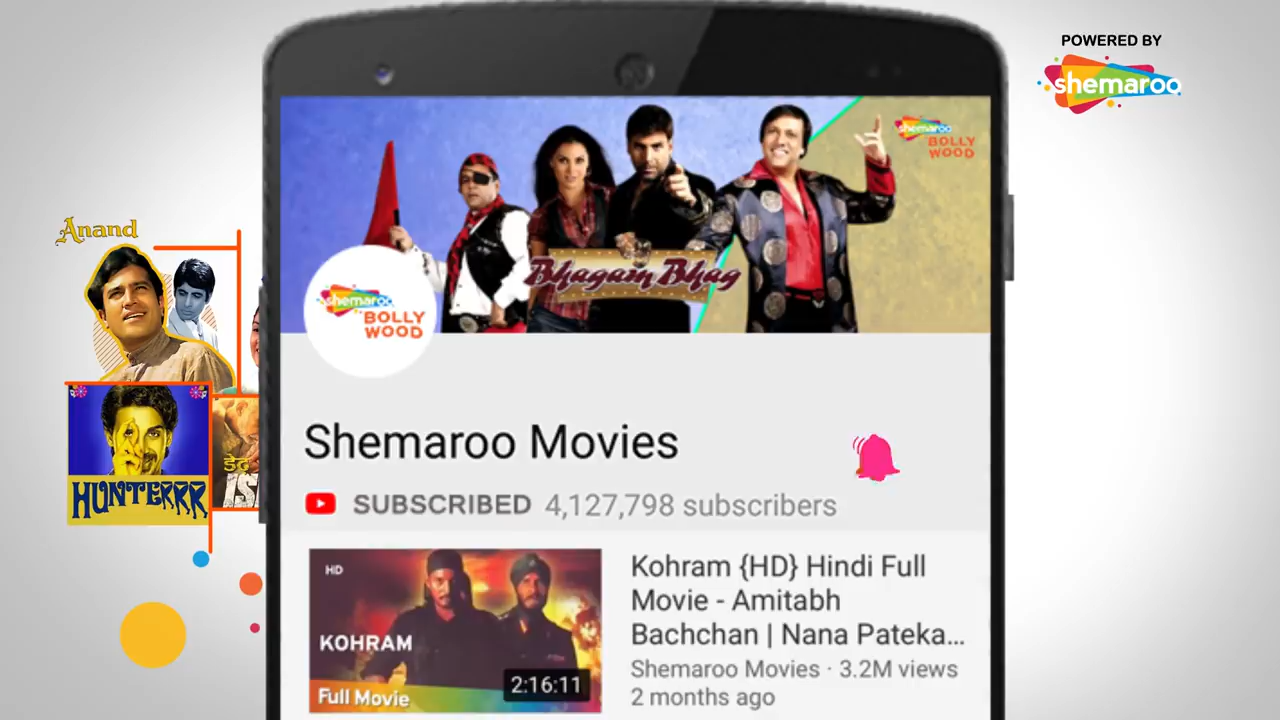 POWERED BY
shemaroo
shemaroo
BOLLY
WOOD
Anand
Bhagam Bhag
shemaroo
BOLLY
WOOD
HUNTERRR
डेढ़
Shemaroo Movies
SUBSCRIBED 4,127,798 subscribers
HD
KOHRAM
Full Movie
2:16:11
Kohram {HD} Hindi Full
Movie - Amitabh
Bachchan | Nana Pateka...
Shemaroo Movies · 3.2M views
2 months ago